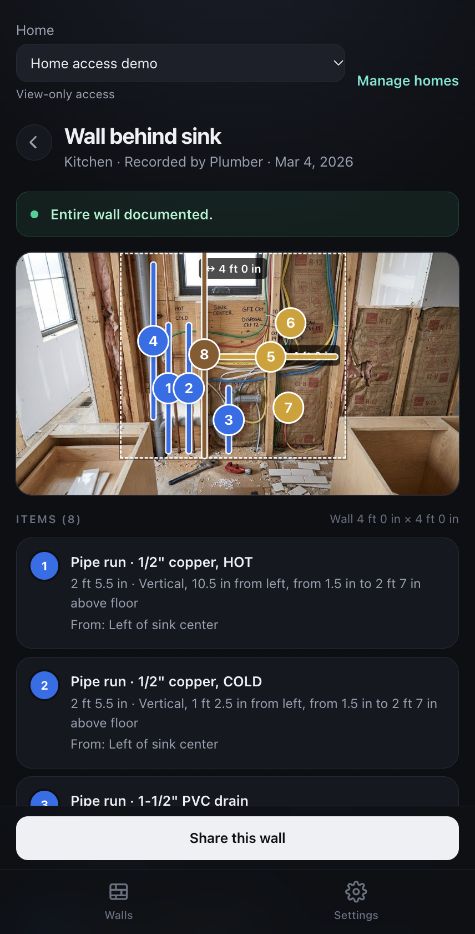 Home
Home access demo
Manage homes
View-only access
Wall behind sink
Kitchen · Recorded by Plumber · Mar 4, 2026
Entire wall documented.
↔ 4 ft 0 in
HOT
SINK CENTER
GFI
DISPOSAL
R-13
4
1
2
8
3
5
6
7
ITEMS (8)
Wall 4 ft 0 in × 4 ft 0 in
1
Pipe run · 1/2" copper, HOT
2 ft 5.5 in · Vertical, 10.5 in from left, from 1.5 in to 2 ft 7 in
above floor
From: Left of sink center
2
Pipe run · 1/2" copper, COLD
2 ft 5.5 in · Vertical, 1 ft 2.5 in from left, from 1.5 in to 2 ft 7 in
above floor
From: Left of sink center
3
Pipe run · 1-1/2" PVC drain
Share this wall
Walls
Settings